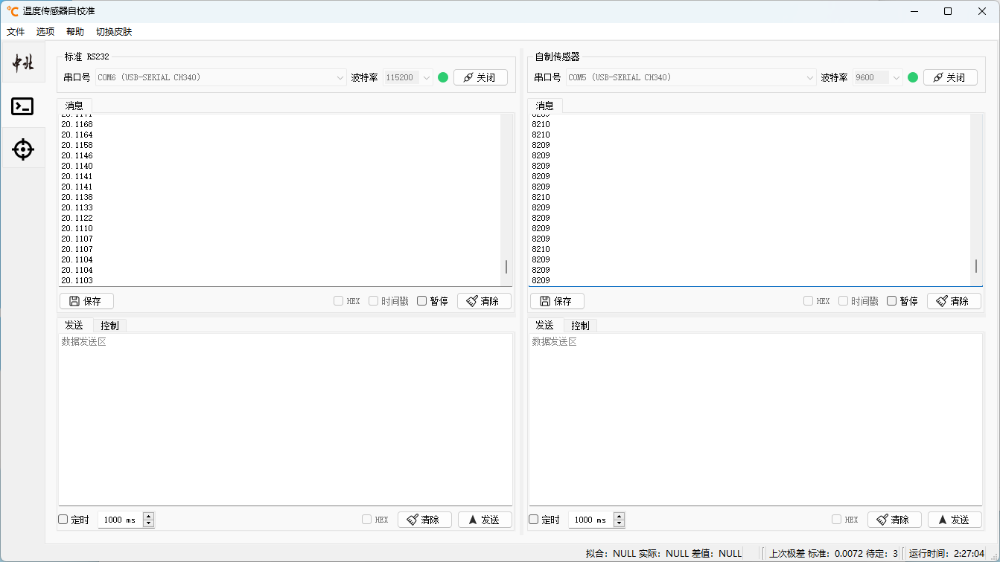 温度传感器自校准
文件 选项 帮助 切换皮肤
中北
标准 RS232
串口号 COM6 (USB-SERIAL CH340) 波特率 115200 关闭
消息
20.1171
20.1168
20.1164
20.1158
20.1146
20.1140
20.1141
20.1141
20.1138
20.1133
20.1122
20.1110
20.1107
20.1107
20.1104
20.1104
20.1103
保存 HEX 时间戳 暂停 清除
发送 控制
数据发送区
定时 1000 ms HEX 清除 发送
自制传感器
串口号 COM5 (USB-SERIAL CH340) 波特率 9600 关闭
消息
8209
8210
8210
8209
8209
8209
8209
8209
8210
8209
8209
8209
8209
8210
8209
8209
8209
保存 HEX 时间戳 暂停 清除
发送 控制
数据发送区
定时 1000 ms HEX 清除 发送
拟合: NULL 实际: NULL 差值: NULL 上次极差 标准: 0.0072 待定: 3 运行时间: 2:27:04